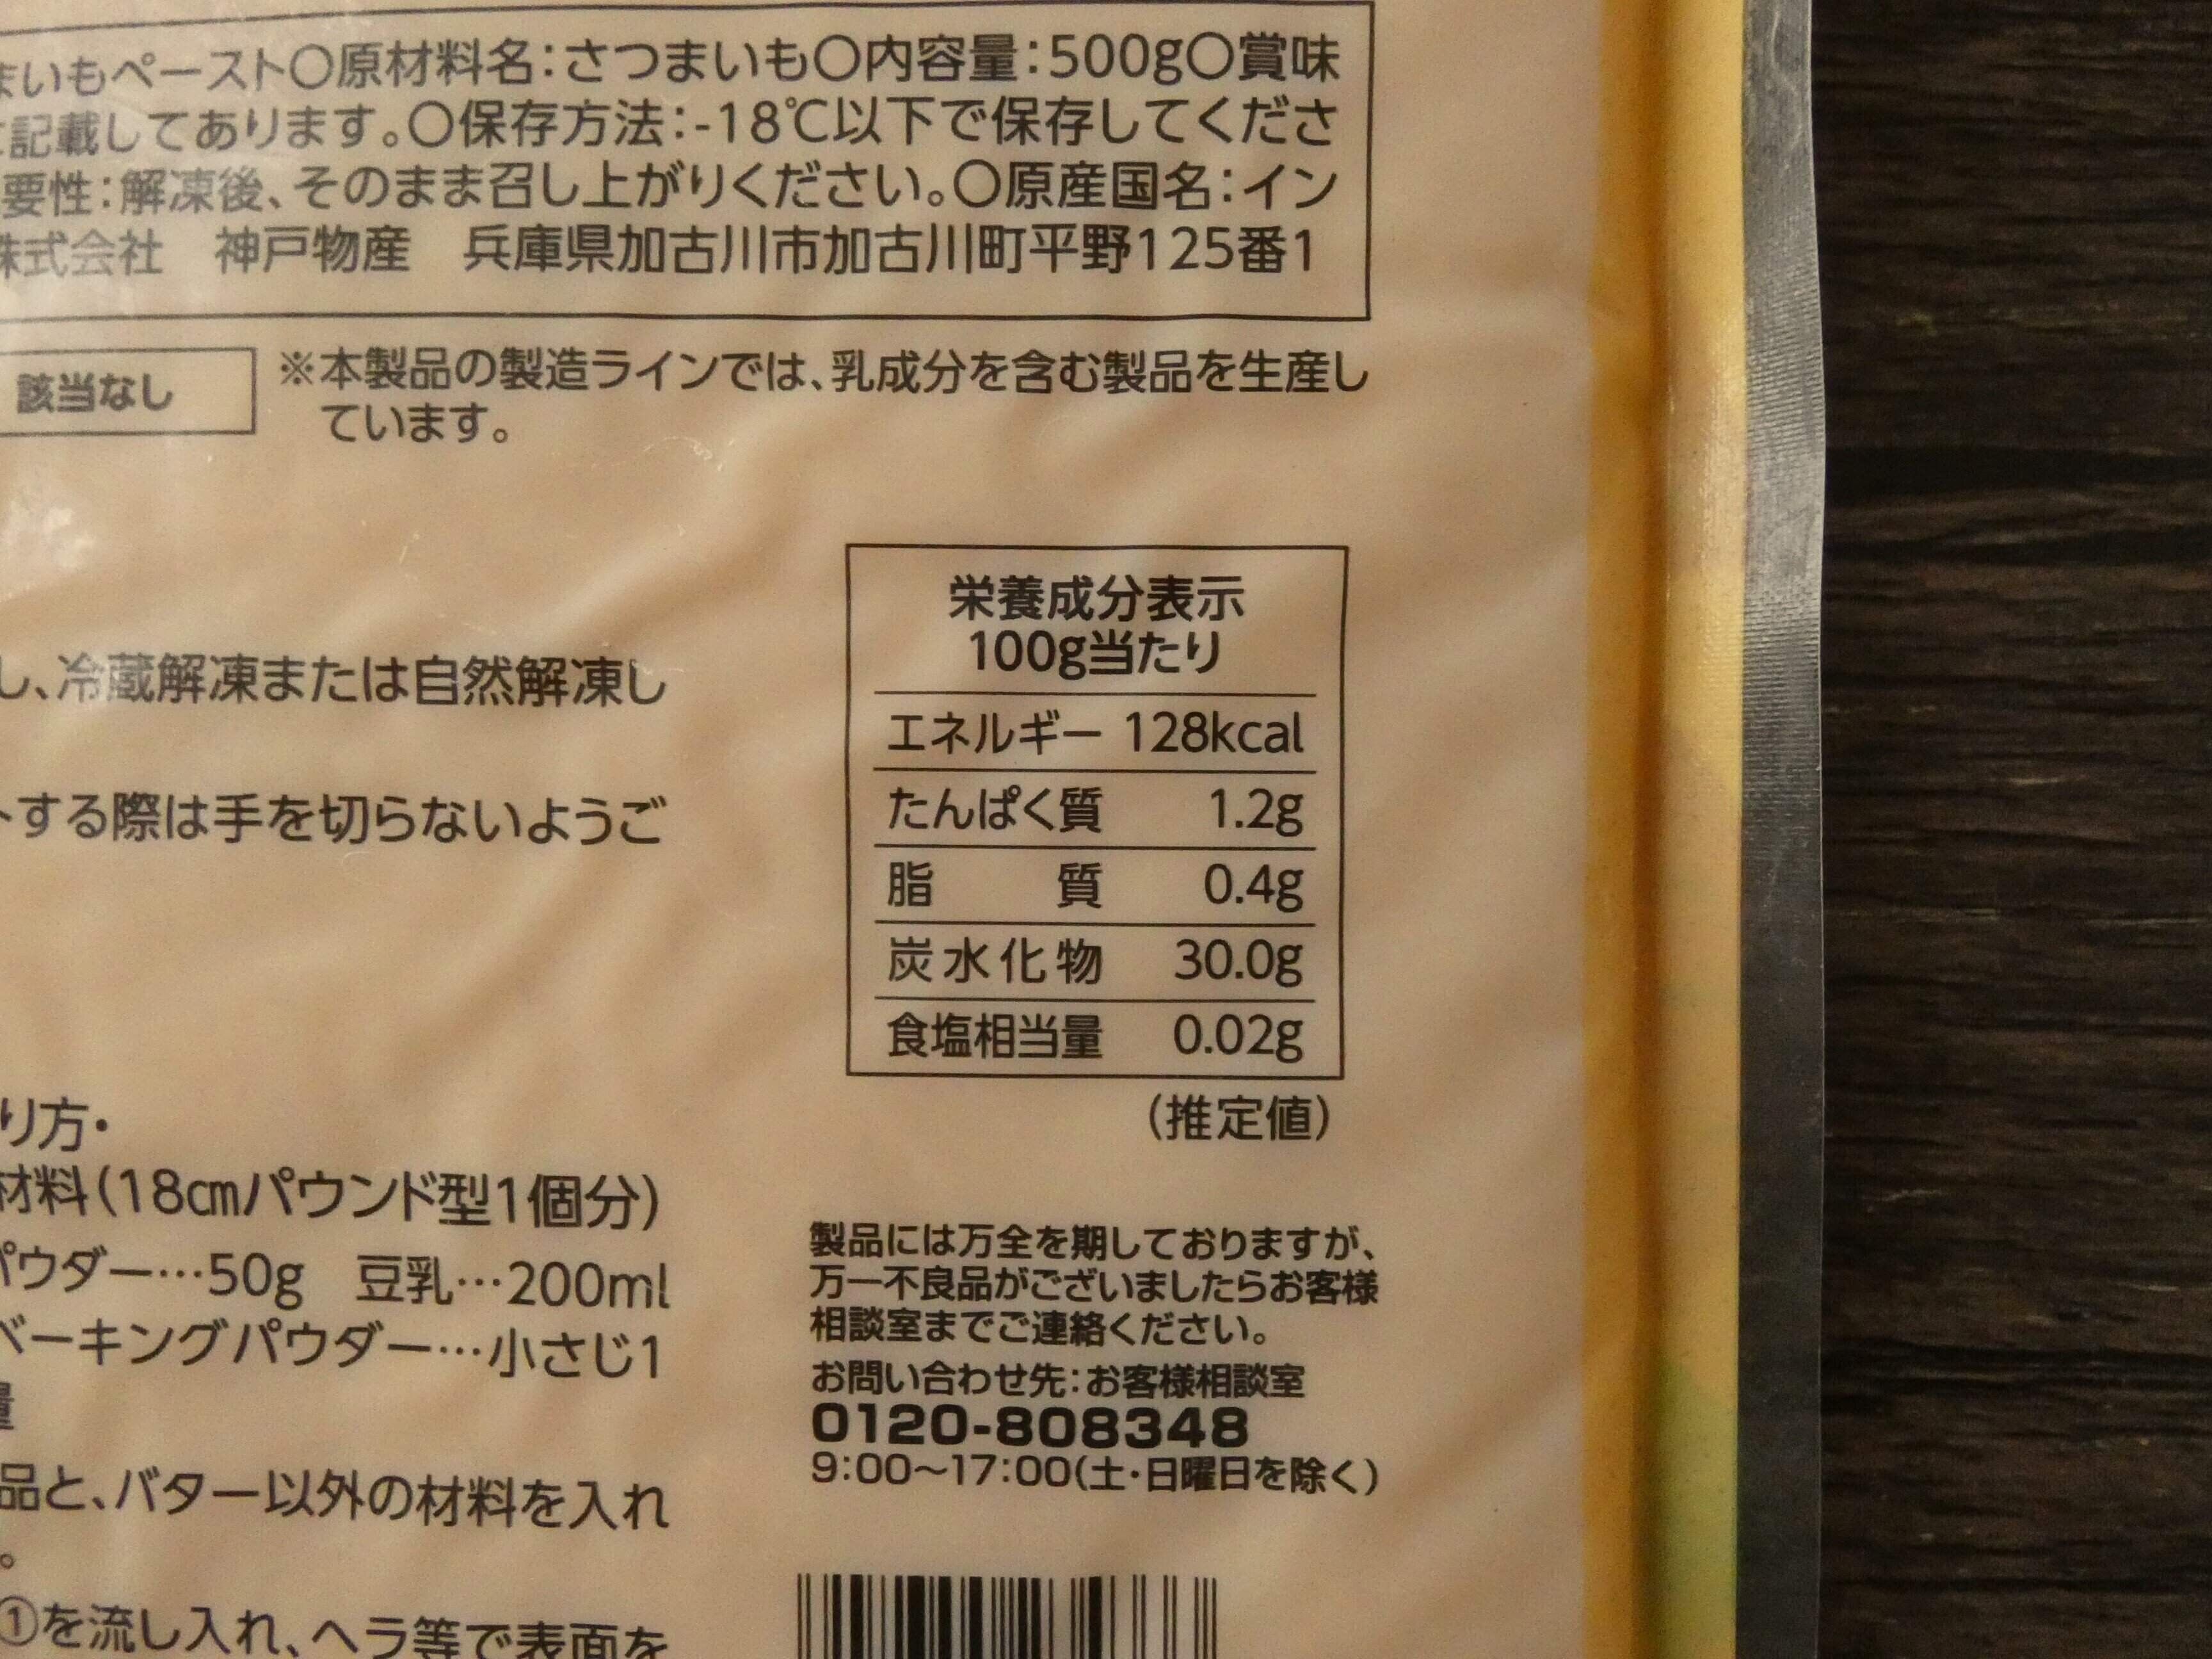 まいもペースト〇原材料名:さつまいも〇内容量:500g〇賞味
に記載してあります。〇保存方法:-18℃以下で保存してくださ
要性:解凍後、そのまま召し上がりください。〇原産国名:イン
株式会社 神戸物産 兵庫県加古川市加古川町平野125番1
該当なし
※本製品の製造ラインでは、乳成分を含む製品を生産し
ています。
し、冷蔵解凍または自然解凍し
トする際は手を切らないようご
り方・
材料(18cmパウンド型1個分)
パウダー…50g 豆乳…200ml
ベーキングパウダー…小さじ1
量
品と、バター以外の材料を入れ
。
①を流し入れ、ヘラ等で表面を
栄養成分表示
100g当たり
エネルギー 128kcal
たんぱく質 1.2g
脂質 0.4g
炭水化物 30.0g
食塩相当量 0.02g
(推定値)
製品には万全を期しておりますが、
万一不良品がございましたらお客様
相談室までご連絡ください。
お問い合わせ先:お客様相談室
0120-808348
9:00～17:00(土・日曜日を除く)